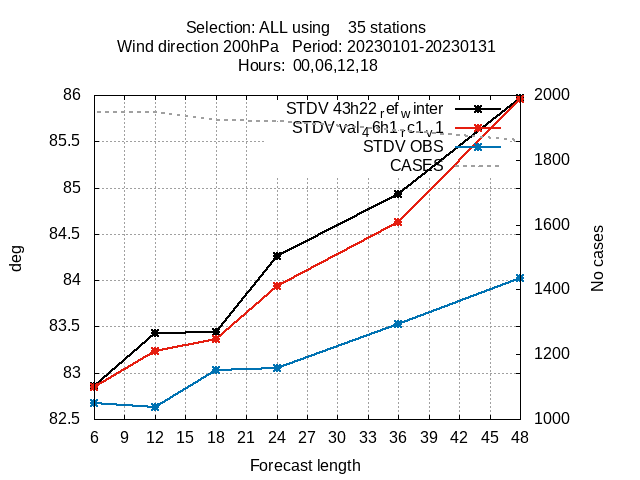 Selection: ALL using 35 stations
Wind direction 200hPa Period: 20230101-20230131
Hours: 00,06,12,18
STDV 43h22refwinter
STDV val46h1.c1v1
STDV OBS
CASES
86
85.5
85
84.5
84
83.5
83
82.5
deg
2000
1800
1600
1400
1200
1000
No cases
6 9 12 15 18 21 24 27 30 33 36 39 42 45 48
Forecast length